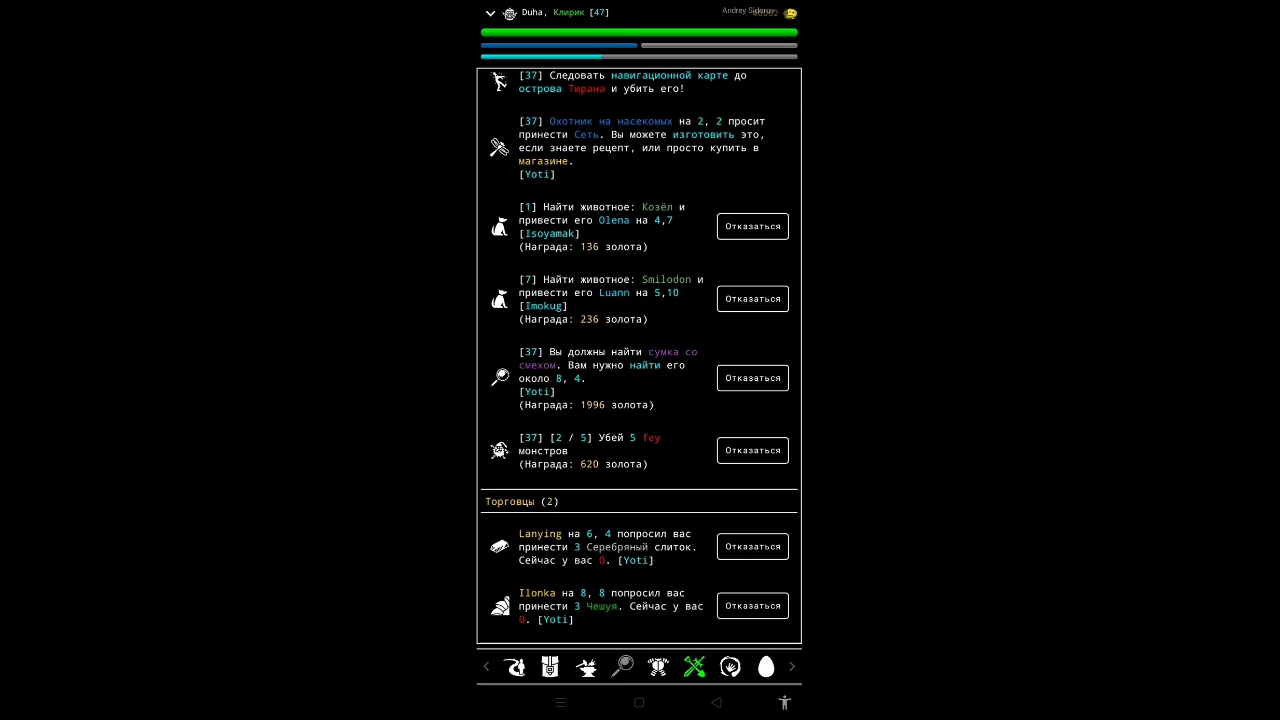 Duha, Клирик [47]
Andrey Sidorov
[37] Следовать навигационной карте до
острова Тирана и убить его!
[37] Охотник на насекомых на 2, 2 просит
принести Сеть. Вы можете изготовить это,
если знаете рецепт, или просто купить в
магазине.
[Yoti]
[1] Найти животное: Козёл и
привести его Olena на 4,7
[Isoyamak]
(Награда: 136 золота)
Отказаться
[7] Найти животное: Smilodon и
привести его Luann на 5,10
[Imokug]
(Награда: 236 золота)
Отказаться
[37] Вы должны найти сумка со
смехом. Вам нужно найти его
около 8, 4.
[Yoti]
(Награда: 1996 золота)
Отказаться
[37] [2 / 5] Убей 5 fey
монстров
(Награда: 620 золота)
Отказаться
Торговцы (2)
Lanying на 6, 4 попросил вас
принести 3 Серебряный слиток.
Сейчас у вас 0. [Yoti]
Отказаться
Ilonka на 8, 8 попросил вас
принести 3 Чешуя. Сейчас у вас
0. [Yoti]
Отказаться